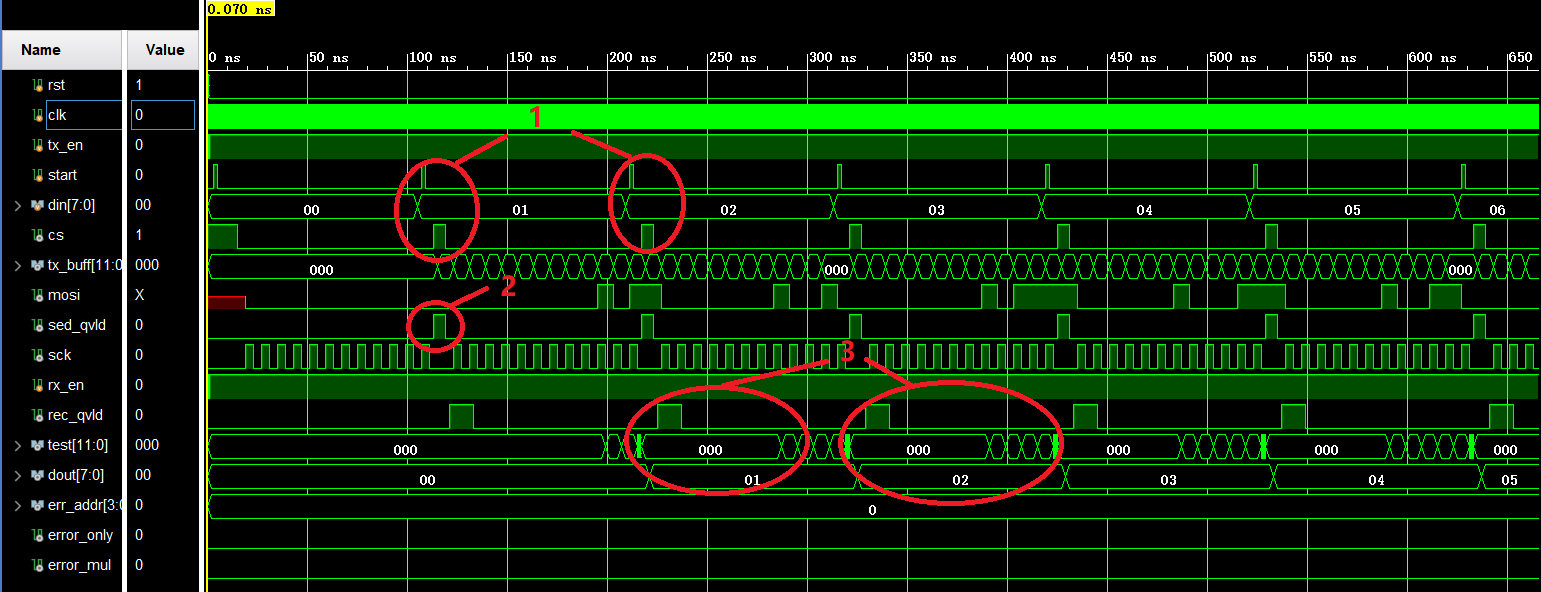 0.070 ns
Name Value
0 ns 50 ns 100 ns 150 ns 200 ns 250 ns 300 ns 350 ns 400 ns 450 ns 500 ns 550 ns 600 ns 650
rst 1
clk 0 1
tx_en 0
start 0
din[7:0] 00 00 01 02 03 04 05 06
cs 1
tx_buff[11:0 000 000 000 000
mosi X 2
sed_qvld 0
sck 0 3
rx_en 0
rec_qvld 0
test[11:0] 000 000 000 000 000 000 000
dout[7:0] 00 00 01 02 03 04 05
err_addr[3:0 0 0
error_only 0
error_mul 0